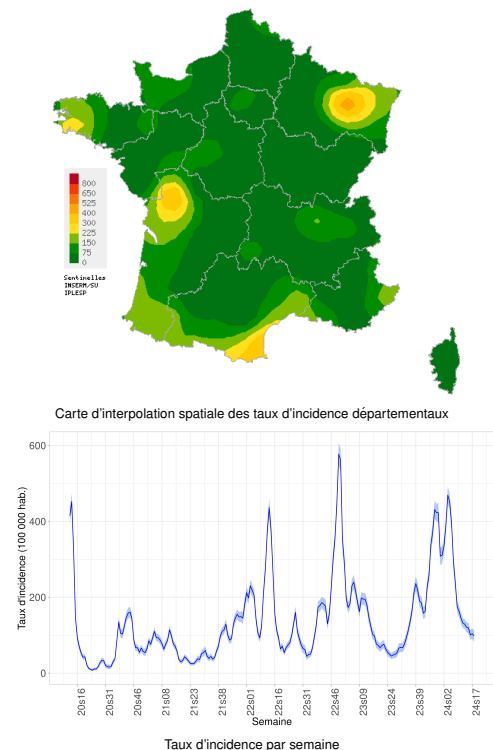 800
650
525
400
300
225
150
75
0
Sentinelles
INSERM/SU
IPLESP
Carte d'interpolation spatiale des taux d'incidence départementaux
Taux d'incidence (100 000 hab.)
600
400
200
0
20s16
20s31
20s46
21s08
21s23
21s38
22s01
22s16
22s31
22s46
23s09
23s24
23s39
24s02
24s17
Semaine
Taux d'incidence par semaine